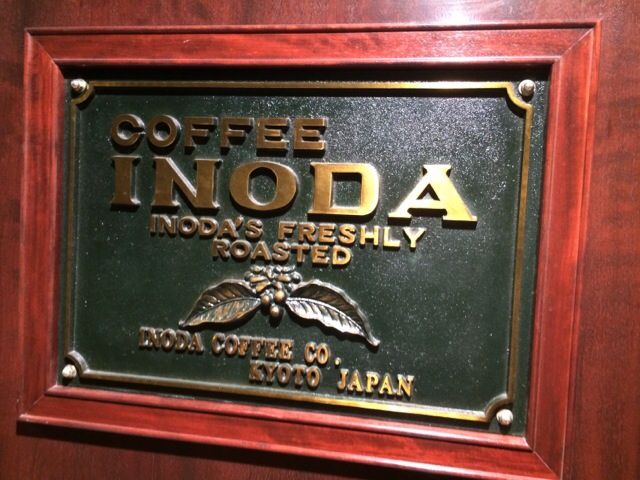 COFFEE
INODA
INODA'S FRESHLY
ROASTED
INODA COFFEE CO.
KYOTO JAPAN